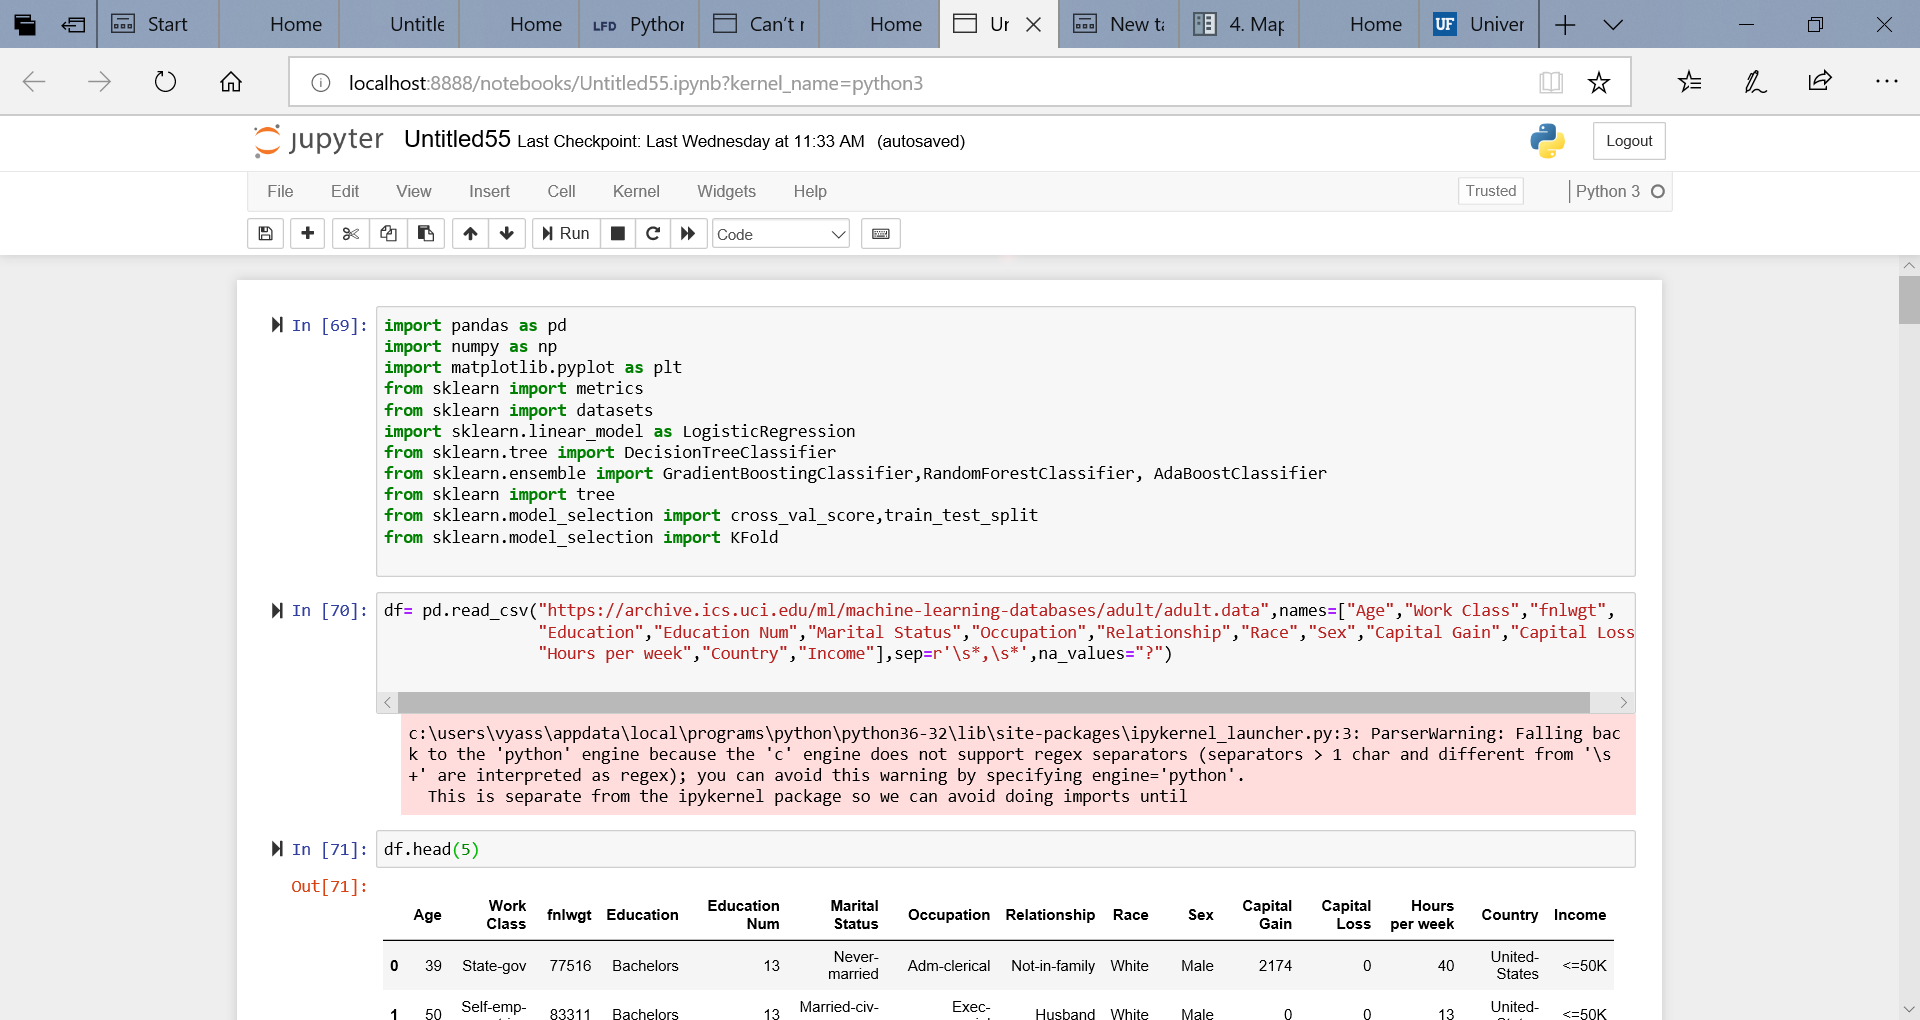 Start Home Untitle Home LFD Python Can't r Home Ur New ta 4. Map Home UF Univer
localhost:8888/notebooks/Untitled55.ipynb?kernel_name=python3
jupyter Untitled55 Last Checkpoint: Last Wednesday at 11:33 AM (autosaved) Logout
File Edit View Insert Cell Kernel Widgets Help Trusted Python 3
Run Code
In [69]: import pandas as pd
import numpy as np
import matplotlib.pyplot as plt
from sklearn import metrics
from sklearn import datasets
import sklearn.linear_model as LogisticRegression
from sklearn.tree import DecisionTreeClassifier
from sklearn.ensemble import GradientBoostingClassifier,RandomForestClassifier, AdaBoostClassifier
from sklearn import tree
from sklearn.model_selection import cross_val_score,train_test_split
from sklearn.model_selection import KFold
In [70]: df= pd.read_csv("https://archive.ics.uci.edu/ml/machine-learning-databases/adult/adult.data",names=["Age","Work Class","fnlwgt",
"Education","Education Num","Marital Status","Occupation","Relationship","Race","Sex","Capital Gain","Capital Loss
"Hours per week","Country","Income"],sep=r'\s*,\s*',na_values="?")
c:\users\vyass\appdata\local\programs\python\python36-32\lib\site-packages\ipykernel_launcher.py:3: ParserWarning: Falling bac
k to the 'python' engine because the 'c' engine does not support regex separators (separators > 1 char and different from '\s
+' are interpreted as regex); you can avoid this warning by specifying engine='python'.
This is separate from the ipykernel package so we can avoid doing imports until
In [71]: df.head(5)
Out[71]:
Age Work Class fnlwgt Education Education Num Marital Status Occupation Relationship Race Sex Capital Gain Capital Loss Hours per week Country Income
0 39 State-gov 77516 Bachelors 13 Never-married Adm-clerical Not-in-family White Male 2174 0 40 United-States <=50K
1 50 Self-emp- 83311 Bachelors 13 Married-civ- Exec- Husband White Male 0 0 13 United- <=50K